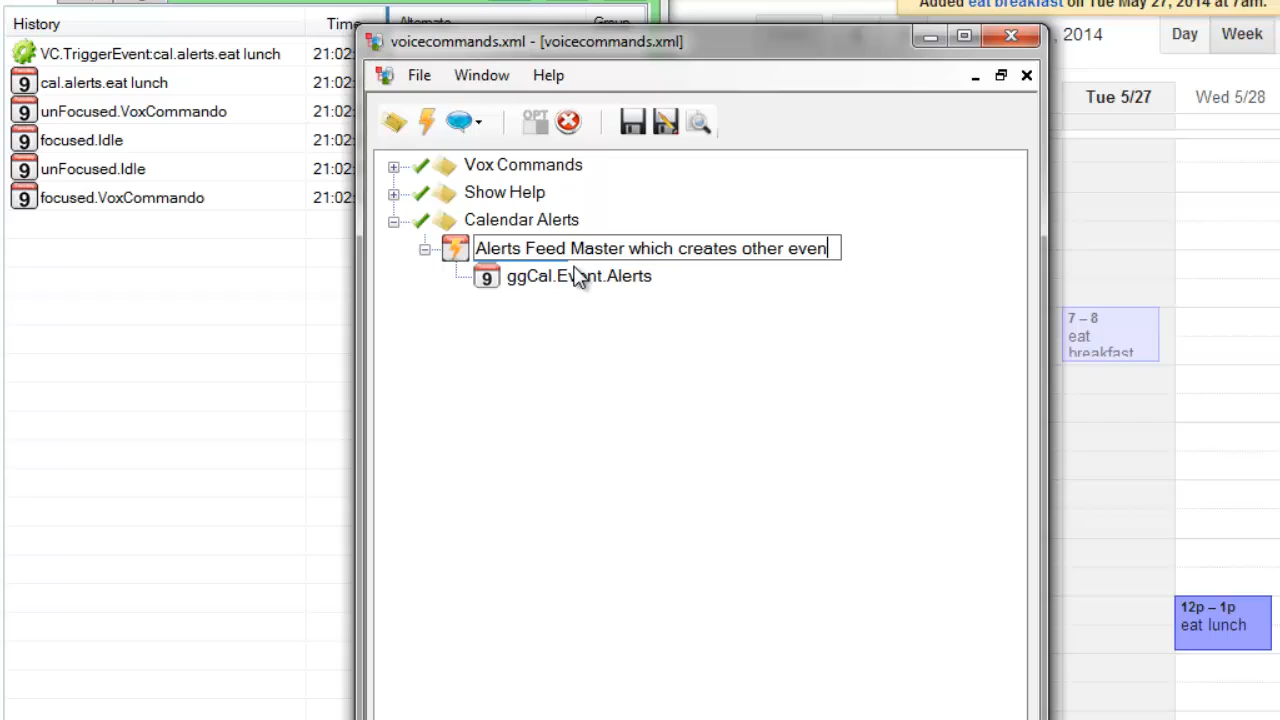 Added eat breakfast on Tue May 27, 2014 at 7am.
History Time Alternate Group
VC.TriggerEvent:cal.alerts.eat lunch 21:02:
cal.alerts.eat lunch 21:02:
unFocused.VoxCommando 21:02:
focused.Idle 21:02:
unFocused.Idle 21:02:
focused.VoxCommando 21:02:
voicecommands.xml - [voicecommands.xml]
File Window Help
OPT
Vox Commands
Show Help
Calendar Alerts
Alerts Feed Master which creates other even
9 ggCal.Event.Alerts
, 2014 Day Week
Tue 5/27 Wed 5/28
7 – 8
eat
breakfast
12p – 1p
eat lunch